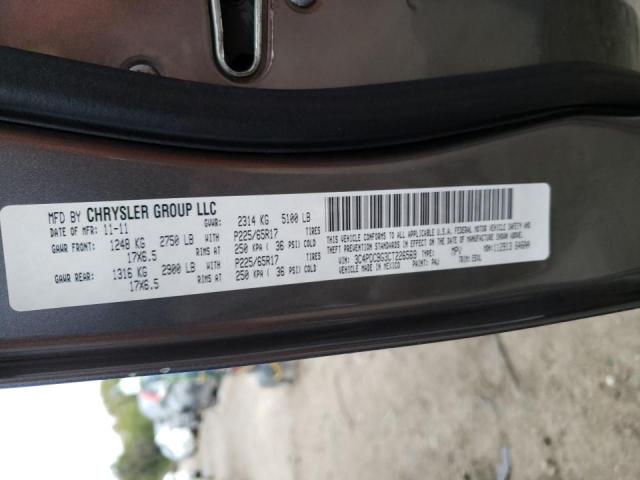 MFD BY CHRYSLER GROUP LLC
DATE OF MFR: 11-11 GVWR: 2314 KG 5100 LB
GAWR FRONT: WITH TIRES
1248 KG 2750 LB P225/65R17
17X6.5 RIMS AT 250 KPA ( 36 PSI) COLD
GAWR REAR: WITH TIRES
1316 KG 2900 LB P225/65R17
17X6.5 RIMS AT 250 KPA ( 36 PSI) COLD
THIS VEHICLE CONFORMS TO ALL APPLICABLE U.S.A. FEDERAL MOTOR VEHICLE SAFETY AND
THEFT PREVENTION STANDARDS IN EFFECT ON THE DATE OF MANUFACTURE SHOWN ABOVE.
VIN: TYPE: MPV MDH:
VEHICLE MADE IN MEXICO PAINT: PAU TRIM: